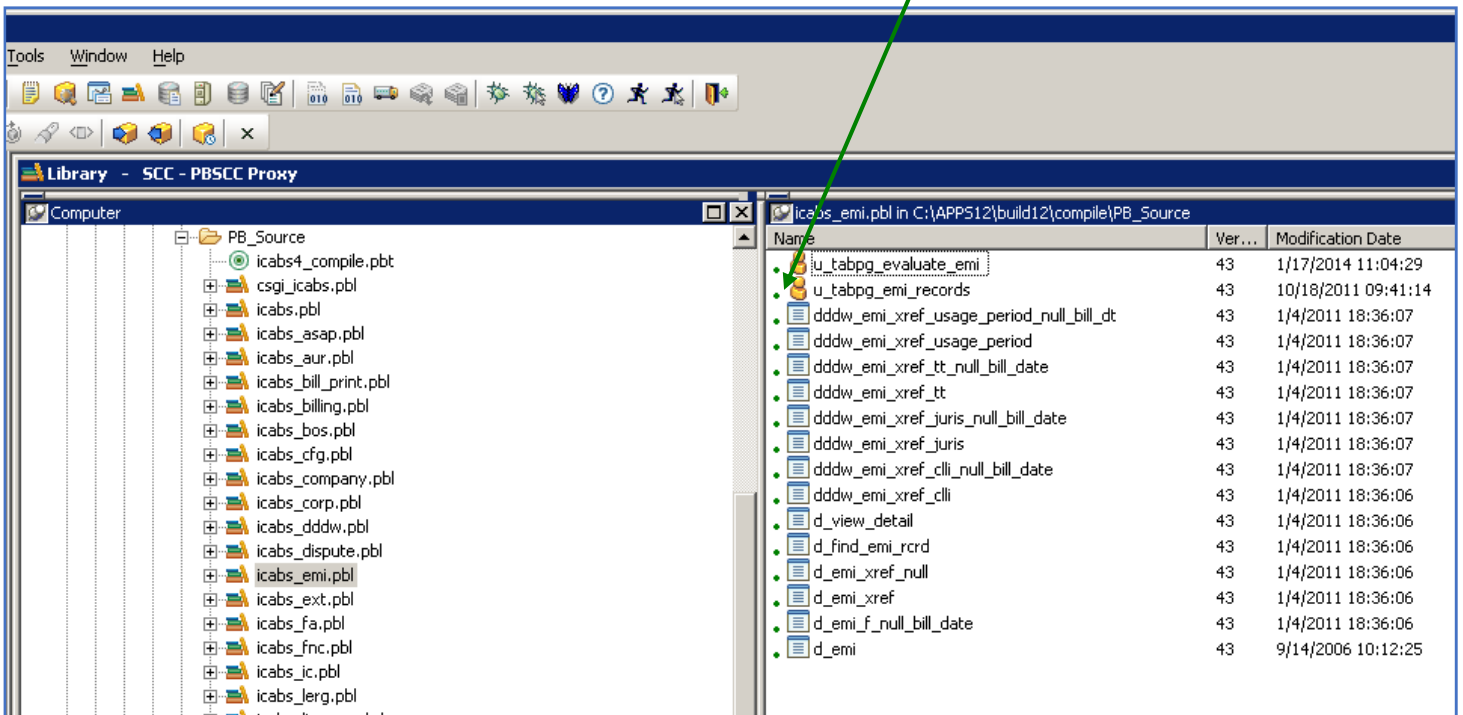 Tools Window Help
010 010
Library - SCC - PBSCC Proxy
Computer
PB_Source
icabs4_compile.pbt
csgi_icabs.pbl
icabs.pbl
icabs_asap.pbl
icabs_aur.pbl
icabs_bill_print.pbl
icabs_billing.pbl
icabs_bos.pbl
icabs_cfg.pbl
icabs_company.pbl
icabs_corp.pbl
icabs_dddw.pbl
icabs_dispute.pbl
icabs_emi.pbl
icabs_ext.pbl
icabs_fa.pbl
icabs_fnc.pbl
icabs_ic.pbl
icabs_lerg.pbl
icabs_emi.pbl in C:\APPS12\build12\compile\PB_Source
Name Ver... Modification Date
u_tabpg_evaluate_emi 43 1/17/2014 11:04:29
u_tabpg_emi_records 43 10/18/2011 09:41:14
dddw_emi_xref_usage_period_null_bill_dt 43 1/4/2011 18:36:07
dddw_emi_xref_usage_period 43 1/4/2011 18:36:07
dddw_emi_xref_tt_null_bill_date 43 1/4/2011 18:36:07
dddw_emi_xref_tt 43 1/4/2011 18:36:07
dddw_emi_xref_juris_null_bill_date 43 1/4/2011 18:36:07
dddw_emi_xref_juris 43 1/4/2011 18:36:07
dddw_emi_xref_clli_null_bill_date 43 1/4/2011 18:36:07
dddw_emi_xref_clli 43 1/4/2011 18:36:06
d_view_detail 43 1/4/2011 18:36:06
d_find_emi_rcrd 43 1/4/2011 18:36:06
d_emi_xref_null 43 1/4/2011 18:36:06
d_emi_xref 43 1/4/2011 18:36:06
d_emi_f_null_bill_date 43 1/4/2011 18:36:06
d_emi 43 9/14/2006 10:12:25